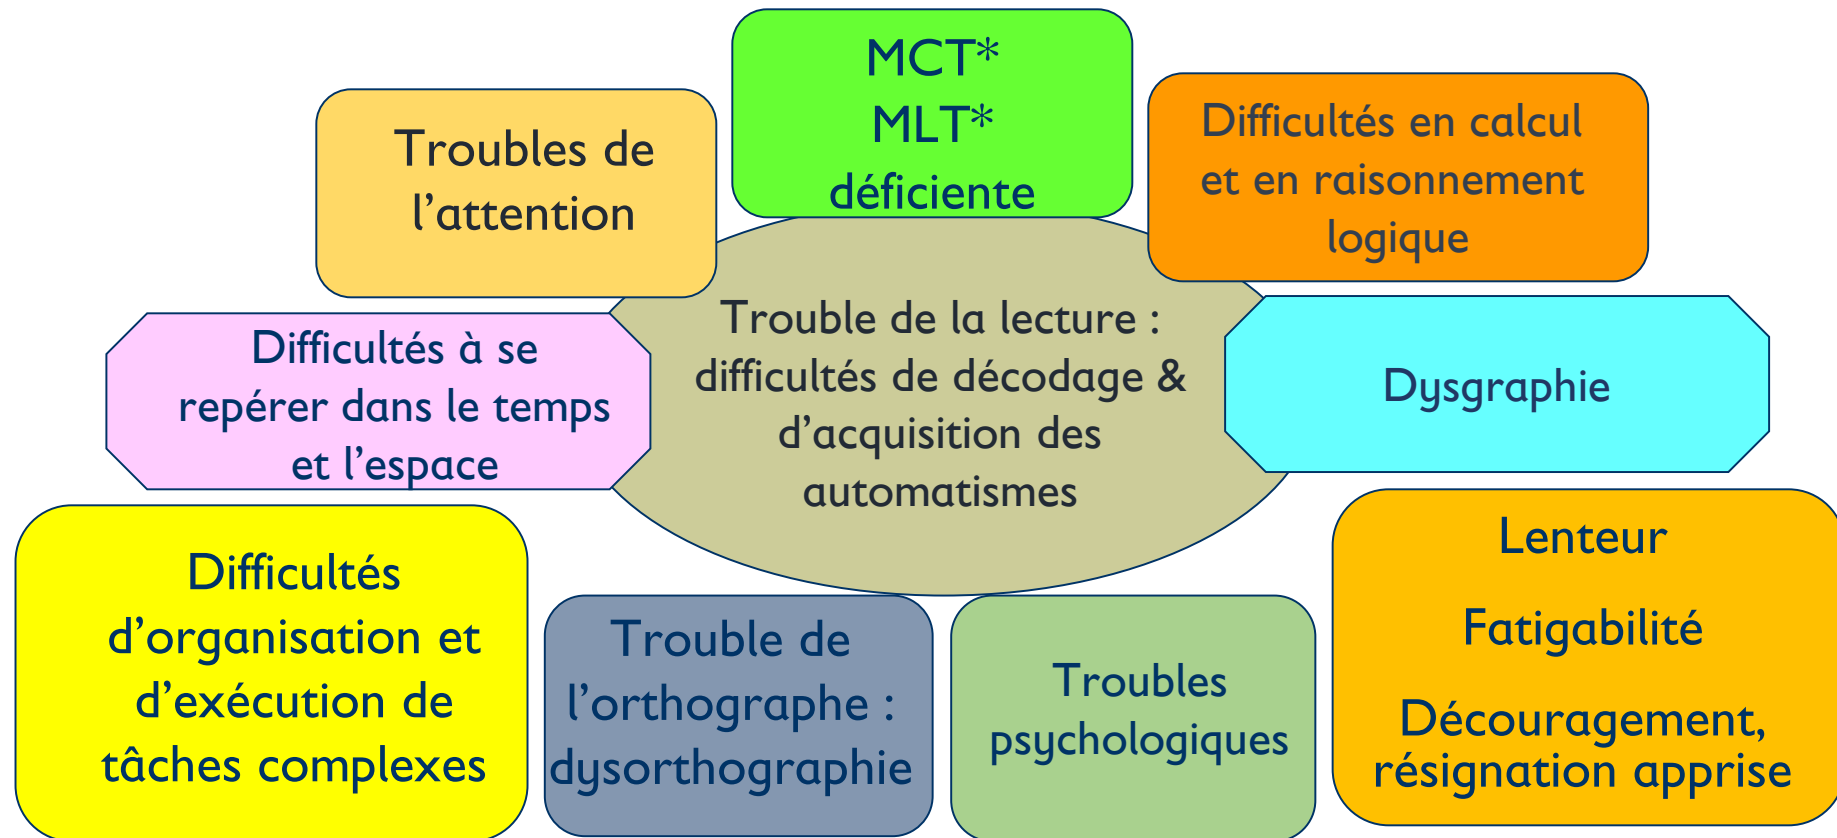 MCT*
MLT*
déficiente
Troubles de
l’attention
Difficultés en calcul
et en raisonnement
logique
Difficultés à se
repérer dans le temps
et l’espace
Trouble de la lecture :
difficultés de décodage &
d’acquisition des
automatismes
Dysgraphie
Difficultés
d’organisation et
d’exécution de
tâches complexes
Trouble de
l’orthographe :
dysorthographie
Troubles
psychologiques
Lenteur
Fatigabilité
Découragement,
résignation apprise